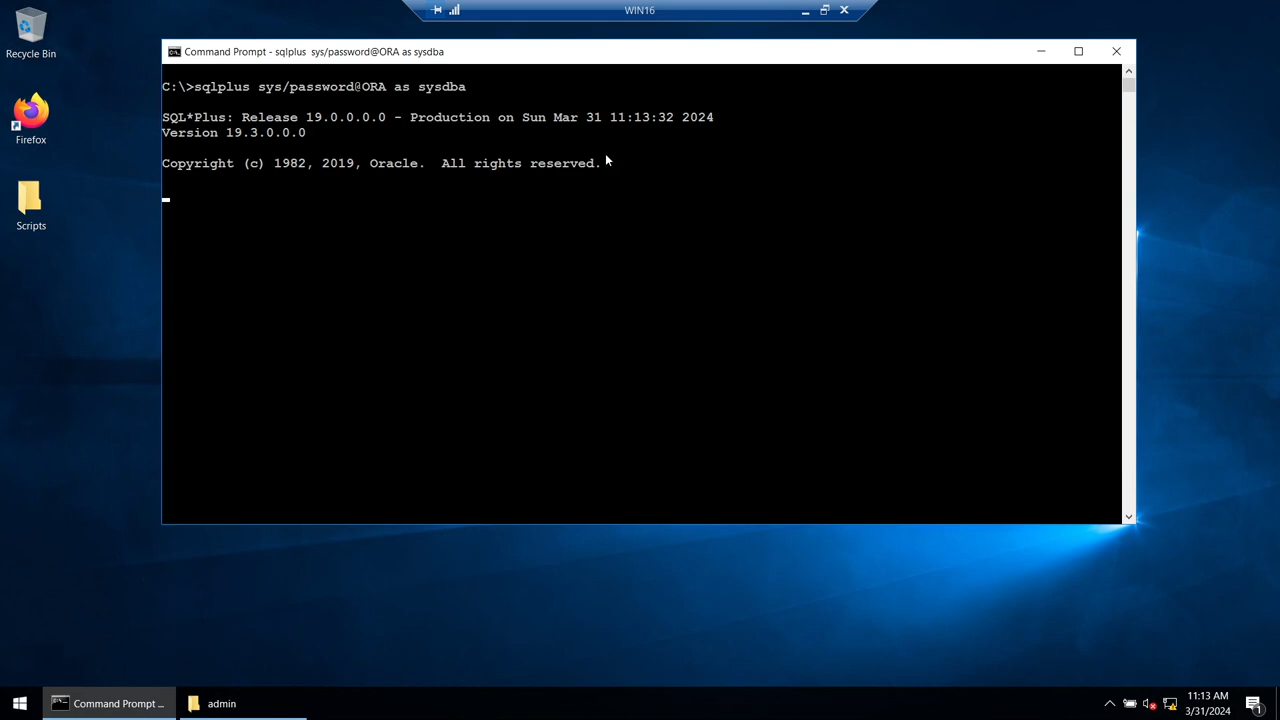 WIN16
Recycle Bin
Firefox
Scripts
Command Prompt - sqlplus  sys/password@ORA as sysdba
C:\>sqlplus sys/password@ORA as sysdba
SQL*Plus: Release 19.0.0.0.0 - Production on Sun Mar 31 11:13:32 2024
Version 19.3.0.0.0
Copyright (c) 1982, 2019, Oracle.  All rights reserved.
Command Prompt ...
admin
11:13 AM
3/31/2024
1